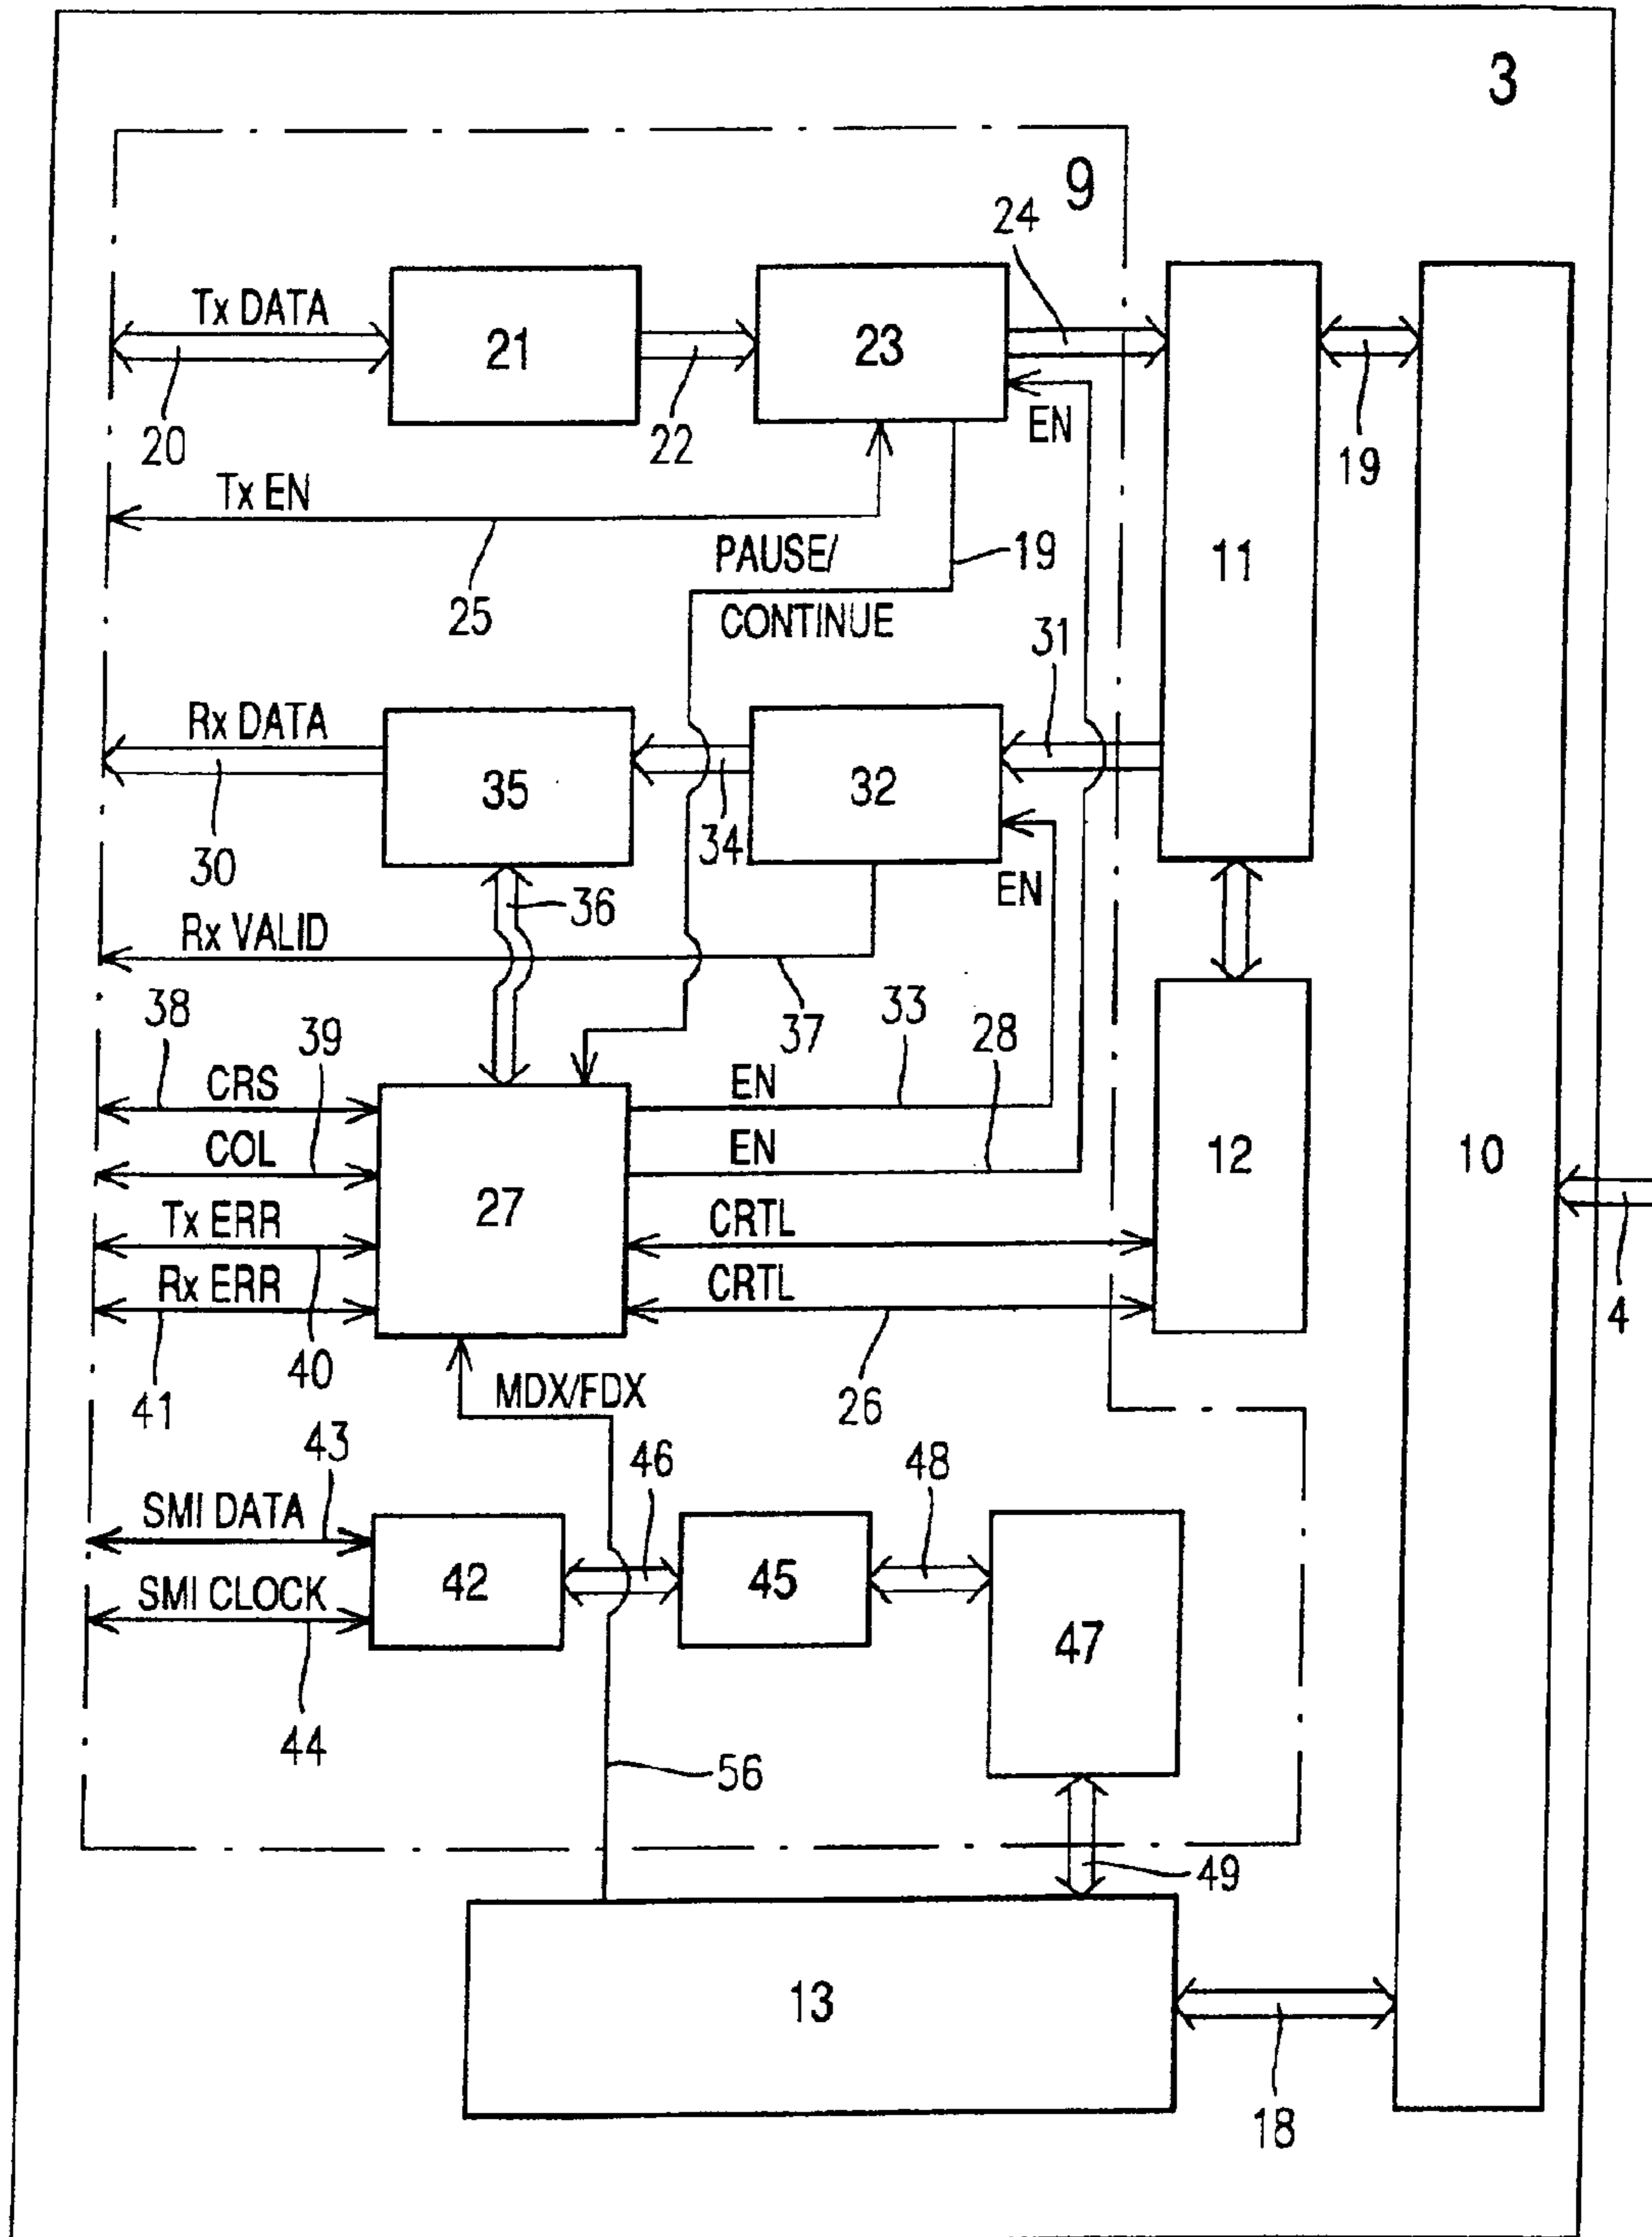 3
9
24
Tx DATA
21
23
20
22
EN
19
Tx EN
25
PAUSE/
CONTINUE
19
11
31
Rx DATA
35
32
30
34
EN
36
Rx VALID
37
38
39
33
28
CRS
EN
COL
EN
27
12
10
Tx ERR
CRTL
Rx ERR
CRTL
4
40
41
26
MDX/FDX
43
46
48
SMI DATA
42
45
47
SMI CLOCK
44
56
49
13
18